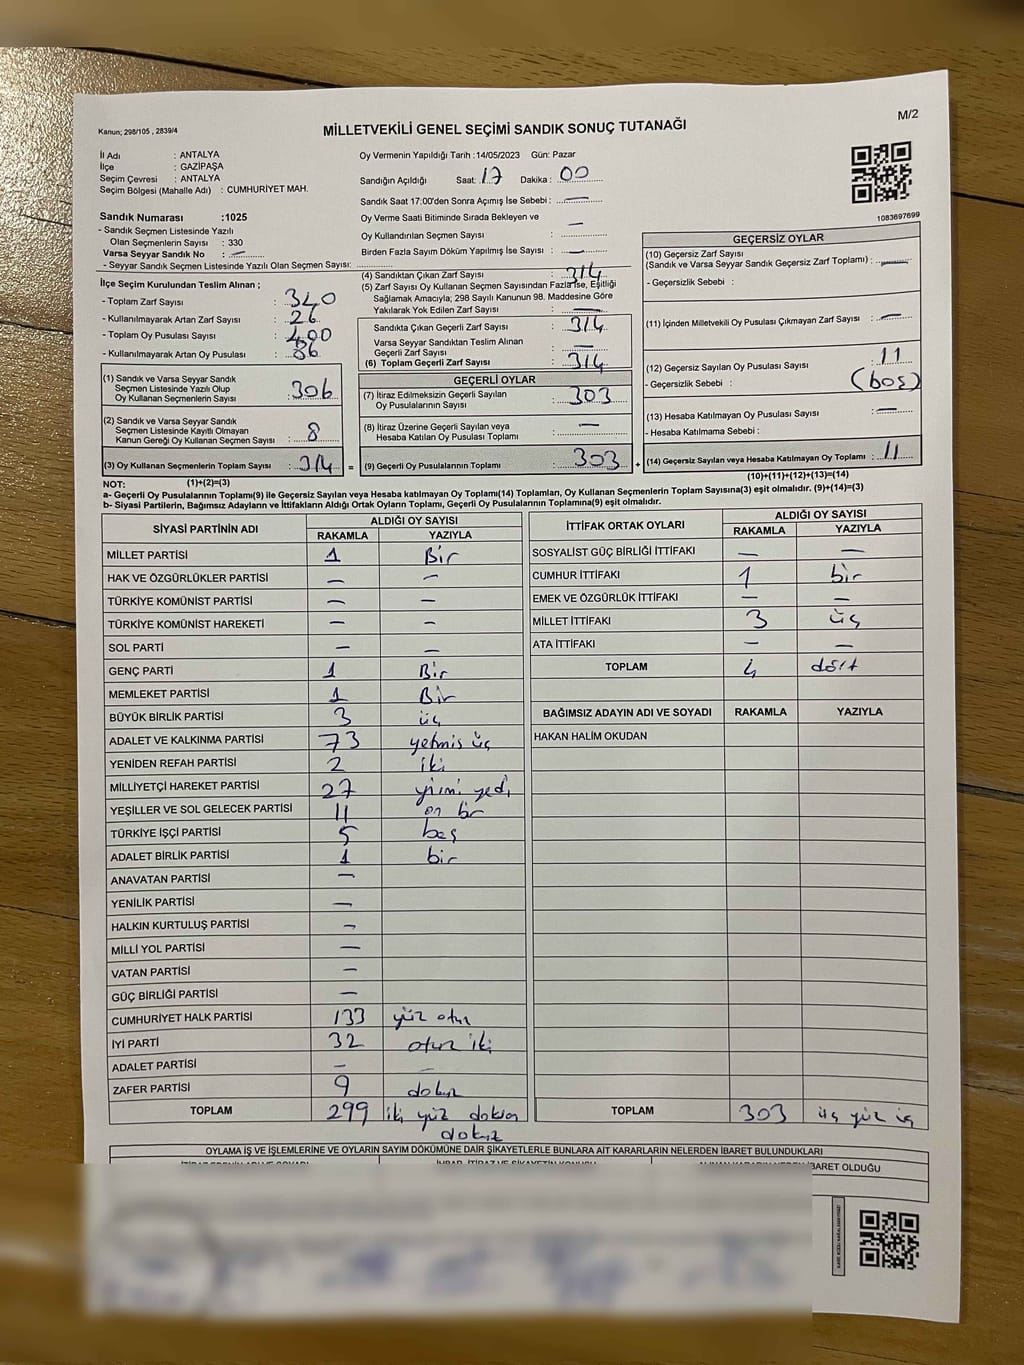 Kanun; 298/105 , 2839/4
MİLLETVEKİLİ GENEL SEÇİMİ SANDIK SONUÇ TUTANAĞI
M/2
İl Adı : ANTALYA
İlçe : GAZİPAŞA
Seçim Çevresi : ANTALYA
Seçim Bölgesi (Mahalle Adı) : CUMHURİYET MAH.
Sandık Numarası :1025
- Sandık Seçmen Listesinde Yazılı
Olan Seçmenlerin Sayısı : 330
Varsa Seyyar Sandık No : —
- Seyyar Sandık Seçmen Listesinde Yazılı Olan Seçmen Sayısı:
Oy Vermenin Yapıldığı Tarih :14/05/2023 Gün: Pazar
Sandığın Açıldığı Saat: 17 Dakika : 00
Sandık Saat 17:00'den Sonra Açımış İse Sebebi : —
Oy Verme Saati Bitiminde Sırada Bekleyen ve
Oy Kullandırılan Seçmen Sayısı : —
Birden Fazla Sayım Döküm Yapılmış İse Sayısı : —
1083697699
İlçe Seçim Kurulundan Teslim Alınan ;
- Toplam Zarf Sayısı : 340
- Kullanılmayarak Artan Zarf Sayısı : 26
- Toplam Oy Pusulası Sayısı : 400
- Kullanılmayarak Artan Oy Pusulası : 86
(1) Sandık ve Varsa Seyyar Sandık
Seçmen Listesinde Yazılı Olup
Oy Kullanan Seçmenlerin Sayısı : 306
(2) Sandık ve Varsa Seyyar Sandık
Seçmen Listesinde Kayıtlı Olmayan
Kanun Gereği Oy Kullanan Seçmen Sayısı : 8
(3) Oy Kullanan Seçmenlerin Toplam Sayısı : 314 =
(1)+(2)=(3)
(4) Sandıktan Çıkan Zarf Sayısı : 314
(5) Zarf Sayısı Oy Kullanan Seçmen Sayısından Fazla İse, Eşitliği
Sağlamak Amacıyla; 298 Sayılı Kanunun 98. Maddesine Göre
Yakılarak Yok Edilen Zarf Sayısı : —
Sandıkta Çıkan Geçerli Zarf Sayısı : 314
Varsa Seyyar Sandıktan Teslim Alınan
Geçerli Zarf Sayısı : —
(6) Toplam Geçerli Zarf Sayısı : 314
GEÇERLİ OYLAR
(7) İtiraz Edilmeksizin Geçerli Sayılan
Oy Pusulalarının Sayısı : 303
(8) İtiraz Üzerine Geçerli Sayılan veya
Hesaba Katılan Oy Pusulası Toplamı : —
(9) Geçerli Oy Pusulalarının Toplamı : 303 +
GEÇERSİZ OYLAR
(10) Geçersiz Zarf Sayısı
(Sandık ve Varsa Seyyar Sandık Geçersiz Zarf Toplamı) : —
- Geçersizlik Sebebi :
(11) İçinden Milletvekili Oy Pusulası Çıkmayan Zarf Sayısı : —
(12) Geçersiz Sayılan Oy Pusulası Sayısı : 11
- Geçersizlik Sebebi : (boş)
(13) Hesaba Katılmayan Oy Pusulası Sayısı : —
- Hesaba Katılmama Sebebi :
(14) Geçersiz Sayılan veya Hesaba Katılmayan Oy Toplamı : 11
(10)+(11)+(12)+(13)=(14)
NOT:
a- Geçerli Oy Pusulalarının Toplamı(9) ile Geçersiz Sayılan veya Hesaba katılmayan Oy Toplamı(14) Toplamları, Oy Kullanan Seçmenlerin Toplam Sayısına(3) eşit olmalıdır. (9)+(14)=(3)
b- Siyasi Partilerin, Bağımsız Adayların ve İttifakların Aldığı Ortak Oyların Toplamı, Geçerli Oy Pusulalarının Toplamına(9) eşit olmalıdır.
SİYASİ PARTİNİN ADI ALDIĞI OY SAYISI
RAKAMLA YAZIYLA
MİLLET PARTİSİ 1 Bir
HAK VE ÖZGÜRLÜKLER PARTİSİ — —
TÜRKİYE KOMÜNİST PARTİSİ — —
TÜRKİYE KOMÜNİST HAREKETİ — —
SOL PARTİ — —
GENÇ PARTİ 1 Bir
MEMLEKET PARTİSİ 1 Bir
BÜYÜK BİRLİK PARTİSİ 3 üç
ADALET VE KALKINMA PARTİSİ 73 yetmiş üç
YENİDEN REFAH PARTİSİ 2 iki
MİLLİYETÇİ HAREKET PARTİSİ 27 yirmi yedi
YEŞİLLER VE SOL GELECEK PARTİSİ 11 on bir
TÜRKİYE İŞÇİ PARTİSİ 5 beş
ADALET BİRLİK PARTİSİ 1 bir
ANAVATAN PARTİSİ —
YENİLİK PARTİSİ —
HALKIN KURTULUŞ PARTİSİ —
MİLLİ YOL PARTİSİ —
VATAN PARTİSİ —
GÜÇ BİRLİĞİ PARTİSİ —
CUMHURİYET HALK PARTİSİ 133 yüz otuz
İYİ PARTİ 32 otuz iki
ADALET PARTİSİ — —
ZAFER PARTİSİ 9 dokuz
TOPLAM 299 iki yüz doksan
dokuz
İTTİFAK ORTAK OYLARI ALDIĞI OY SAYISI
RAKAMLA YAZIYLA
SOSYALİST GÜÇ BİRLİĞİ İTTİFAKI — —
CUMHUR İTTİFAKI 1 bir
EMEK VE ÖZGÜRLÜK İTTİFAKI — —
MİLLET İTTİFAKI 3 üç
ATA İTTİFAKI — —
TOPLAM 4 dört
BAĞIMSIZ ADAYIN ADI VE SOYADI RAKAMLA YAZIYLA
HAKAN HALİM OKUDAN
TOPLAM 303 üç yüz üç
OYLAMA İŞ VE İŞLEMLERİNE VE OYLARIN SAYIM DÖKÜMÜNE DAİR ŞİKAYETLERLE BUNLARA AİT KARARLARIN NELERDEN İBARET BULUNDUKLARI
İBARET OLDUĞU